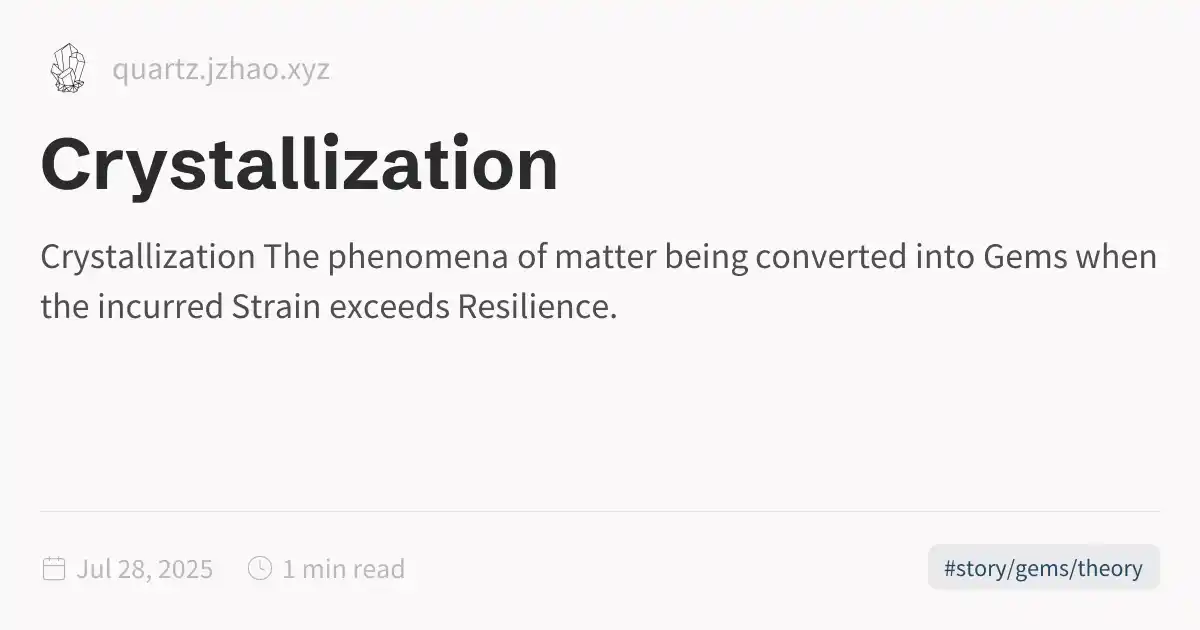 quartz.jzhao.xyz
Crystallization
Crystallization The phenomena of matter being converted into Gems when
the incurred Strain exceeds Resilience.
Jul 28, 2025
1 min read
#story/gems/theory